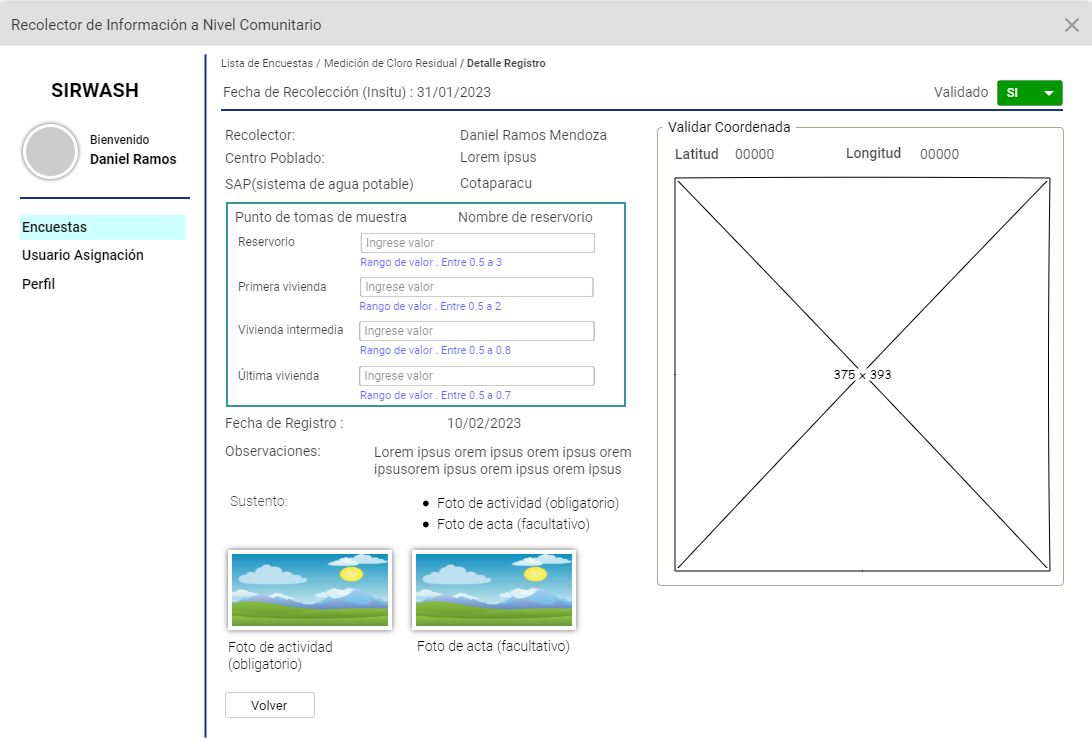 Recolector de Información a Nivel Comunitario
SIRWASH
Bienvenido
Daniel Ramos
Encuestas
Usuario Asignación
Perfil
Lista de Encuestas / Medición de Cloro Residual / Detalle Registro
Fecha de Recolección (Insitu) : 31/01/2023
Validado SI
Recolector: Daniel Ramos Mendoza
Centro Poblado: Lorem ipsus
SAP(sistema de agua potable) Cotaparacu
Punto de tomas de muestra Nombre de reservorio
Reservorio Ingrese valor
Rango de valor . Entre 0.5 a 3
Primera vivienda Ingrese valor
Rango de valor . Entre 0.5 a 2
Vivienda intermedia Ingrese valor
Rango de valor . Entre 0.5 a 0.8
Última vivienda Ingrese valor
Rango de valor . Entre 0.5 a 0.7
Fecha de Registro : 10/02/2023
Observaciones: Lorem ipsus orem ipsus orem ipsus orem
ipsusorem ipsus orem ipsus orem ipsus
Sustento:
• Foto de actividad (obligatorio)
• Foto de acta (facultativo)
Foto de actividad
(obligatorio)
Foto de acta (facultativo)
Volver
Validar Coordenada
Latitud 00000 Longitud 00000
375 × 393